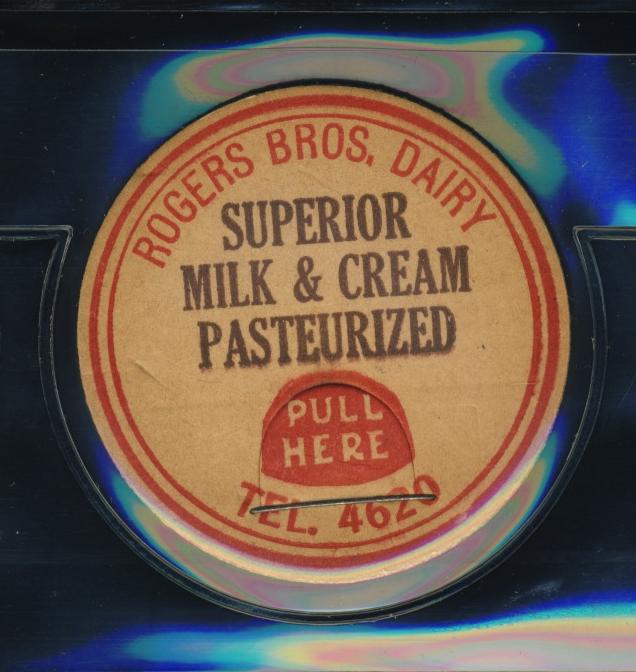 ROGERS BROS. DAIRY
SUPERIOR
MILK & CREAM
PASTEURIZED
PULL
HERE
TEL. 4620